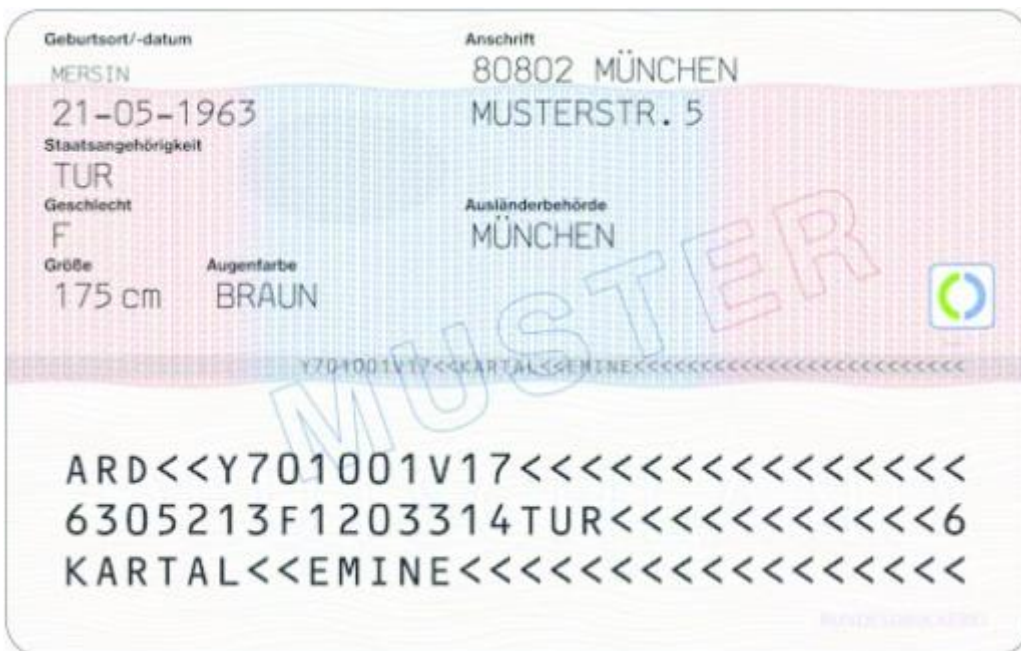 Geburtsort/-datum
MERSIN
21-05-1963
Staatsangehörigkeit
TUR
Geschlecht
F
Größe
175 cm
Augenfarbe
BRAUN
Anschrift
80802 MÜNCHEN
MUSTERSTR. 5
Ausländerbehörde
MÜNCHEN
MUSTER
Y701001V17<<KARTAL<<EMINE<<<<<<<<<<<<<<<<<<<<<<<<<
ARD<<Y701001V17<<<<<<<<<<<<<<<
6305213F1203314TUR<<<<<<<<<<<6
KARTAL<<EMINE<<<<<<<<<<<<<<<<<
BUNDESDRUCKEREI